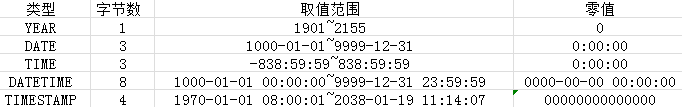 类型 字节数 取值范围 零值
YEAR 1 1901~2155 0
DATE 3 1000-01-01~9999-12-31 0:00:00
TIME 3 -838:59:59~838:59:59 0:00:00
DATETIME 8 1000-01-01 00:00:00~9999-12-31 23:59:59 0000-00-00 00:00:00
TIMESTAMP 4 1970-01-01 08:00:01~2038-01-19 11:14:07 00000000000000